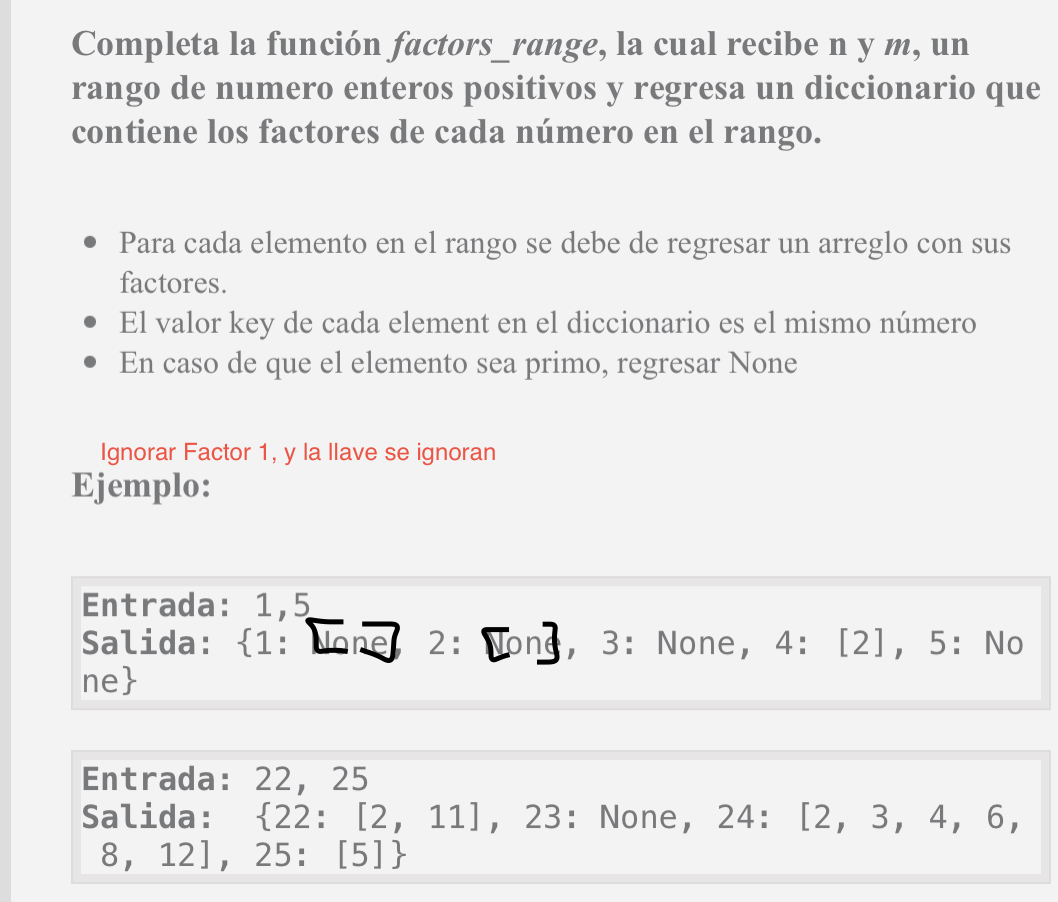 Completa la función factors_range, la cual recibe n y m, un
rango de numero enteros positivos y regresa un diccionario que
contiene los factores de cada número en el rango.
• Para cada elemento en el rango se debe de regresar un arreglo con sus
factores.
• El valor key de cada element en el diccionario es el mismo número
• En caso de que el elemento sea primo, regresar None
Ignorar Factor 1, y la llave se ignoran
Ejemplo:
Entrada: 1,5
Salida: {1: [None], 2: [None], 3: None, 4: [2], 5: No
ne}
Entrada: 22, 25
Salida:  {22: [2, 11], 23: None, 24: [2, 3, 4, 6,
 8, 12], 25: [5]}